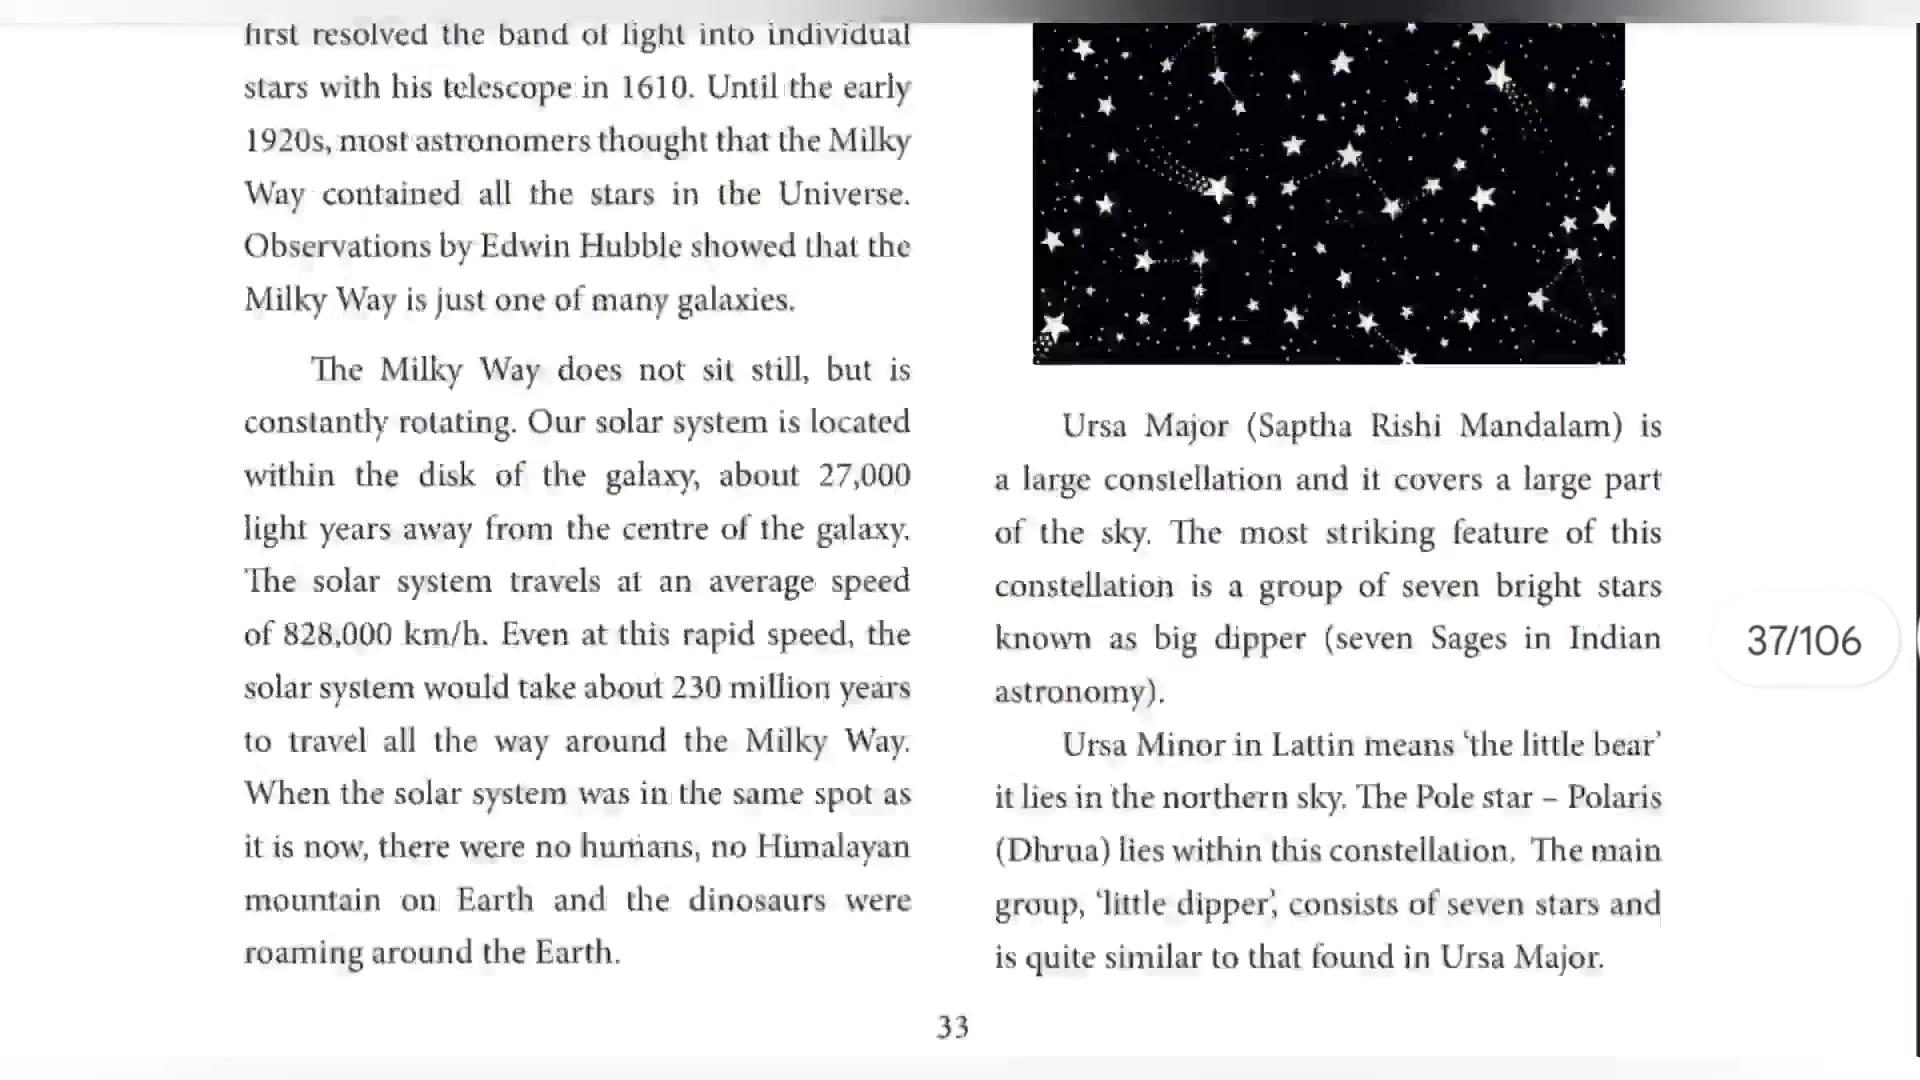 first resolved the band of light into individual
stars with his telescope in 1610. Until the early
1920s, most astronomers thought that the Milky
Way contained all the stars in the Universe.
Observations by Edwin Hubble showed that the
Milky Way is just one of many galaxies.
The Milky Way does not sit still, but is
constantly rotating. Our solar system is located
within the disk of the galaxy, about 27,000
light years away from the centre of the galaxy.
The solar system travels at an average speed
of 828,000 km/h. Even at this rapid speed, the
solar system would take about 230 million years
to travel all the way around the Milky Way.
When the solar system was in the same spot as
it is now, there were no humans, no Himalayan
mountain on Earth and the dinosaurs were
roaming around the Earth.
Ursa Major (Saptha Rishi Mandalam) is
a large constellation and it covers a large part
of the sky. The most striking feature of this
constellation is a group of seven bright stars
known as big dipper (seven Sages in Indian
astronomy).
Ursa Minor in Lattin means ‘the little bear’
it lies in the northern sky. The Pole star – Polaris
(Dhrua) lies within this constellation. The main
group, ‘little dipper’, consists of seven stars and
is quite similar to that found in Ursa Major.
33
37/106